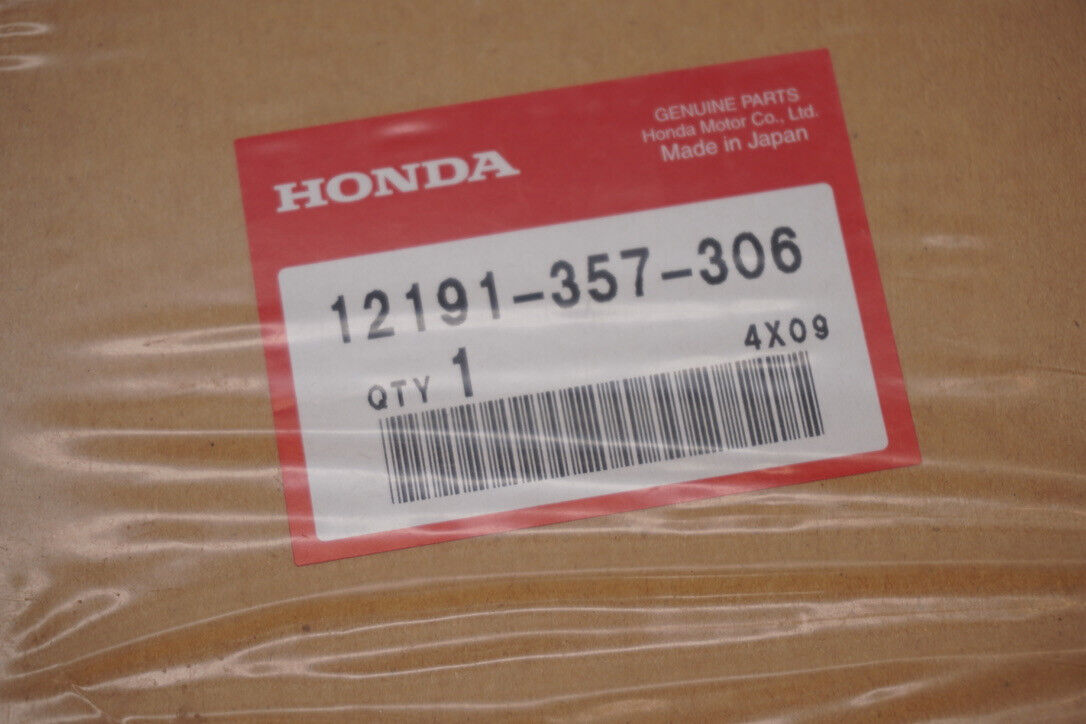 HONDA
GENUINE PARTS
Honda Motor Co., Ltd.
Made in Japan
12191-357-306
QTY 1
4X09